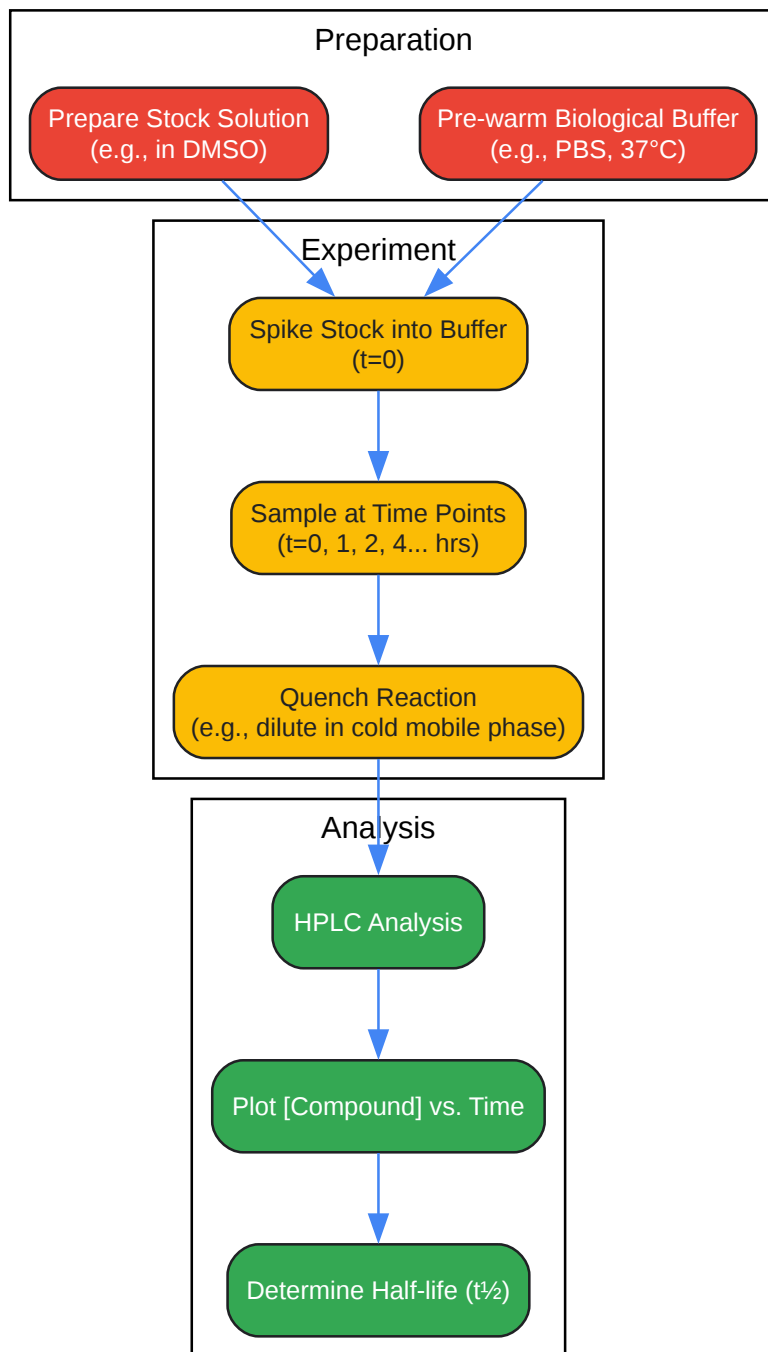 Preparation
Prepare Stock Solution
(e.g., in DMSO)
Pre-warm Biological Buffer
(e.g., PBS, 37°C)
Experiment
Spike Stock into Buffer
(t=0)
Sample at Time Points
(t=0, 1, 2, 4... hrs)
Quench Reaction
(e.g., dilute in cold mobile phase)
Analysis
HPLC Analysis
Plot [Compound] vs. Time
Determine Half-life (t½)